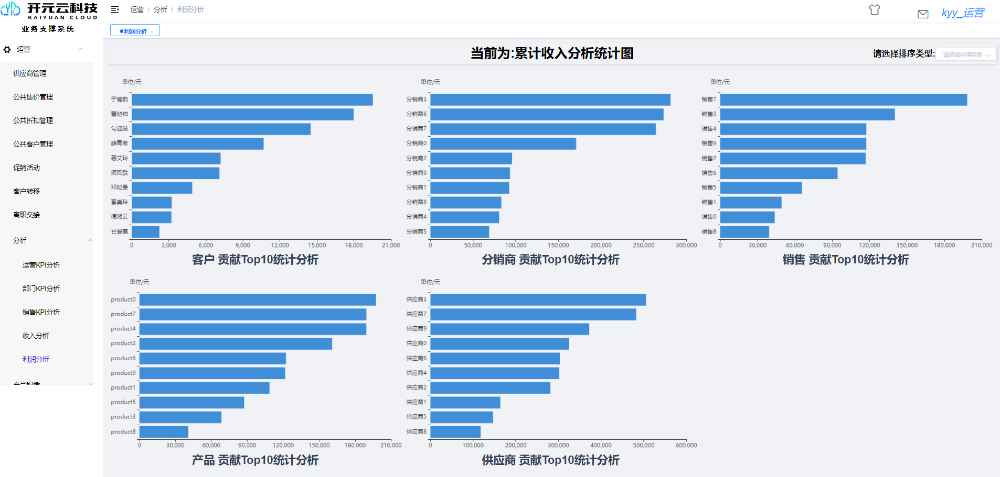 开元云科技
KAIYUAN CLOUD
业务支撑系统
运营 / 分析 / 利润分析
kyy_运营
利润分析 ×
运营
供应商管理
公共售价管理
公共折扣管理
公共客户管理
促销活动
客户转移
离职交接
分析
运营KPI分析
部门KPI分析
销售KPI分析
收入分析
利润分析
产品租赁
当前为:累计收入分析统计图
请选择排序类型:
请选择排序类型
单位/元
于莺韵
瞿幼柏
勾迎曼
薛青寒
慕艾玲
须凤歌
邓如曼
富美玲
傅湘云
甘曼蔓
0 3,000 6,000 9,000 12,000 15,000 18,000 21,000
客户 贡献Top10统计分析
单位/元
分销商3
分销商6
分销商7
分销商0
分销商2
分销商9
分销商1
分销商8
分销商4
分销商5
0 50,000 100,000 150,000 200,000 250,000 300,000
分销商 贡献Top10统计分析
单位/元
销售7
销售3
销售4
销售9
销售2
销售6
销售5
销售1
销售0
销售8
0 30,000 60,000 90,000 120,000 150,000 180,000 210,000
销售 贡献Top10统计分析
单位/元
product0
product7
product4
product2
product6
product9
product1
product5
product3
product8
0 30,000 60,000 90,000 120,000 150,000 180,000 210,000
产品 贡献Top10统计分析
单位/元
供应商3
供应商7
供应商9
供应商0
供应商6
供应商4
供应商2
供应商1
供应商5
供应商8
0 100,000 200,000 300,000 400,000 500,000 600,000
供应商 贡献Top10统计分析